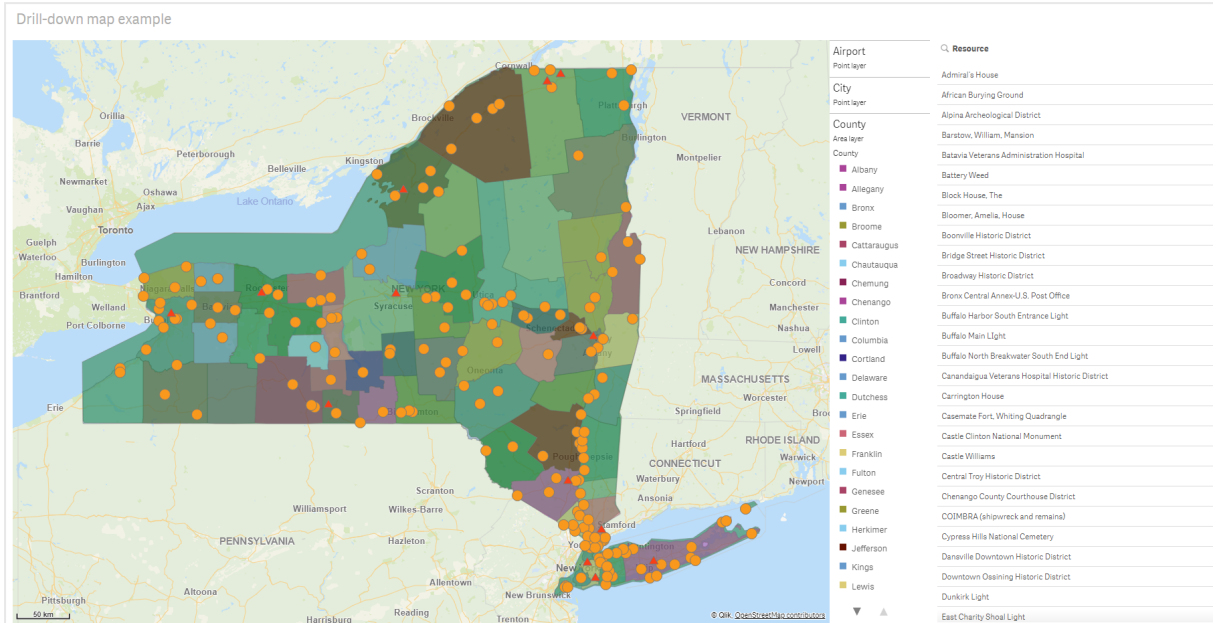 Drill-down map example
Cornwall
Orillia
Brockville
Barrie
Peterborough
Kingston
Belleville
Newmarket
Oshawa
Ajax
Vaughan
Lake Ontario
Toronto
Guelph
Waterloo
Burlington
Hamilton
Brantford
Welland
Port Colborne
Erie
NEW YORK
Syracuse
Oneonta
VERMONT
Burlington
Montpelier
Lebanon
NEW HAMPSHIRE
Concord
Manchester
Nashua
Lowell
MASSACHUSETTS
Worcester
Springfield
Hartford
RHODE ISLAND
CONNECTICUT
Warwick
Waterbury
Newport
Ansonia
Stamford
Scranton
Williamsport
Wilkes-Barre
PENNSYLVANIA
Hazleton
Altoona
Allentown
New Brunswick
Pittsburgh
Reading
Harrisburg
Trenton
50 km
© Qlik, OpenStreetMap contributors
Airport
Point layer
City
Point layer
County
Area layer
County
Albany
Allegany
Bronx
Broome
Cattaraugus
Chautauqua
Chemung
Chenango
Clinton
Columbia
Cortland
Delaware
Dutchess
Erie
Essex
Franklin
Fulton
Genesee
Greene
Herkimer
Jefferson
Kings
Lewis
Resource
Admiral's House
African Burying Ground
Alpina Archeological District
Barstow, William, Mansion
Batavia Veterans Administration Hospital
Battery Weed
Block House, The
Bloomer, Amelia, House
Boonville Historic District
Bridge Street Historic District
Broadway Historic District
Bronx Central Annex-U.S. Post Office
Buffalo Harbor South Entrance Light
Buffalo Main LIght
Buffalo North Breakwater South End Light
Canandaigua Veterans Hospital Historic District
Carrington House
Casemate Fort, Whiting Quadrangle
Castle Clinton National Monument
Castle Williams
Central Troy Historic District
Chenango County Courthouse District
COIMBRA (shipwreck and remains)
Cypress Hills National Cemetery
Danaville Downtown Historic District
Downtown Ossining Historic District
Dunkirk Light
East Charity Shoal Light